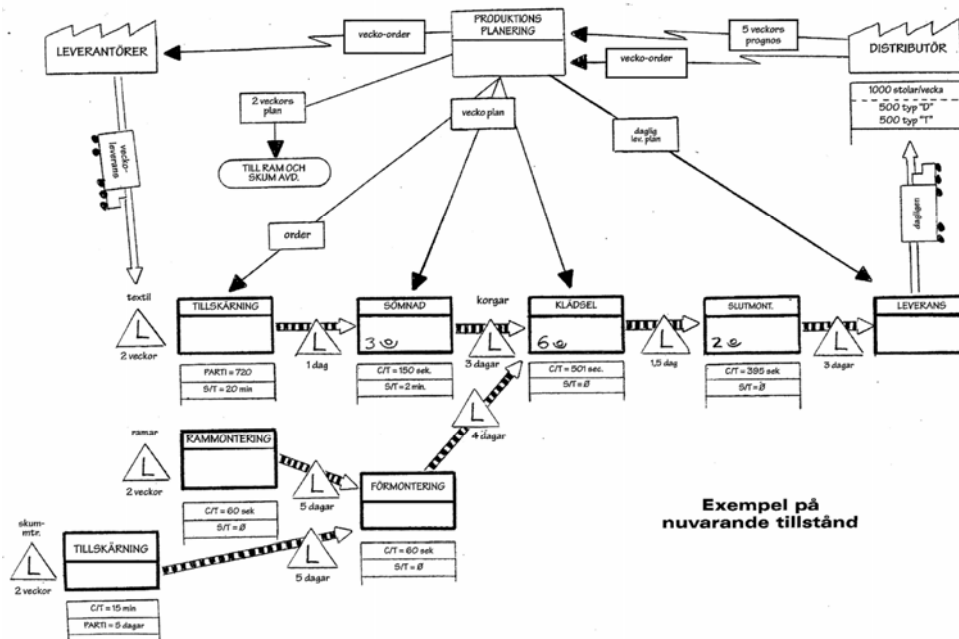 LEVERANTÖRER
vecko-order
PRODUKTIONS
PLANERING
5 veckors
prognos
vecko-order
DISTRIBUTÖR
1000 stolar/vecka
500 typ "D"
500 typ "T"
2 veckors
plan
vecko plan
daglig
lev. plan
vecko-
leverans
TILL RAM OCH
SKUM AVD.
dagligen
order
textil
L
2 veckor
TILLSKÄRNING
PARTI = 720
S/T = 20 min
L
1 dag
SÖMNAD
3
C/T = 150 sek.
S/T = 2 min.
korgar
L
3 dagar
KLÄDSEL
6
C/T = 501 sec.
S/T = Ø
L
1,5 dag
SLUTMONT.
2
C/T = 395 sek
S/T = Ø
L
3 dagar
LEVERANS
L
4 dagar
ramar
L
2 veckor
RAMMONTERING
C/T = 60 sek
S/T = Ø
L
5 dagar
FÖRMONTERING
C/T = 60 sek
S/T = Ø
skum-
mtr.
L
2 veckor
TILLSKÄRNING
C/T = 15 min
PARTI = 5 dagar
L
5 dagar
Exempel på
nuvarande tillstånd